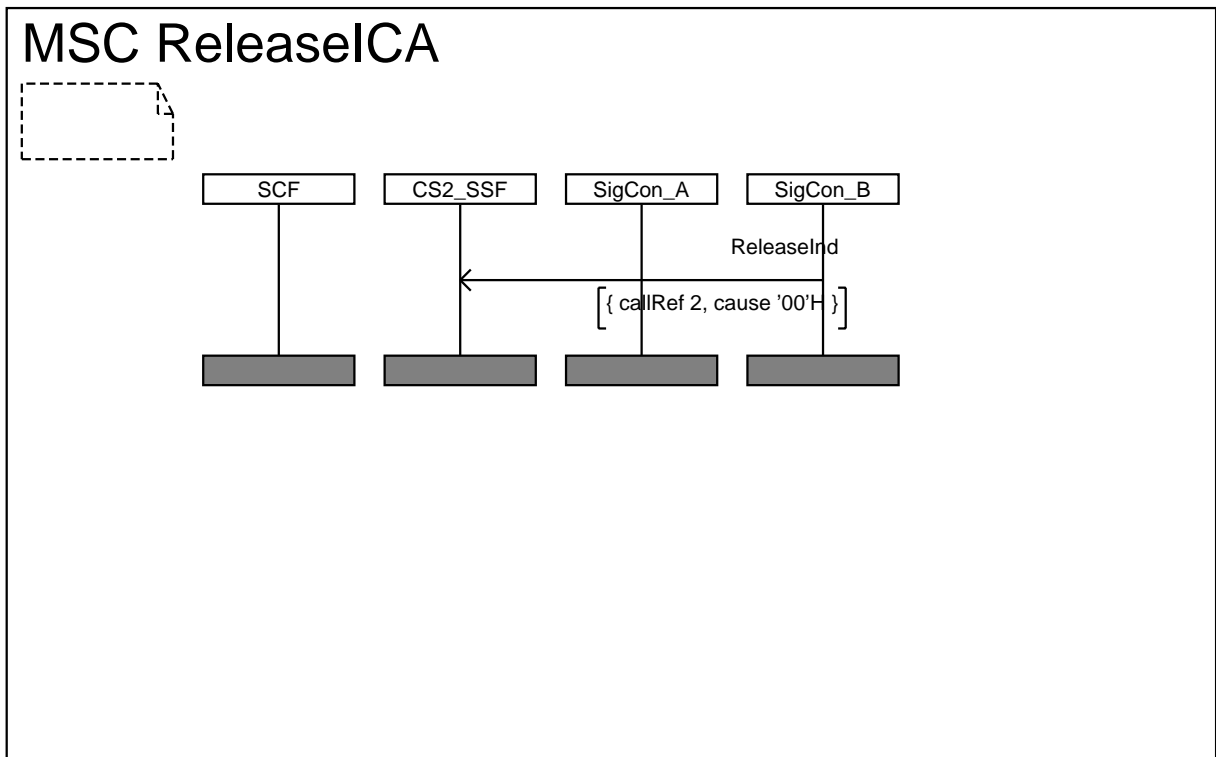 MSC ReleaseICA
SCF
CS2_SSF
SigCon_A
SigCon_B
ReleaseInd
{ callRef 2, cause '00'H }